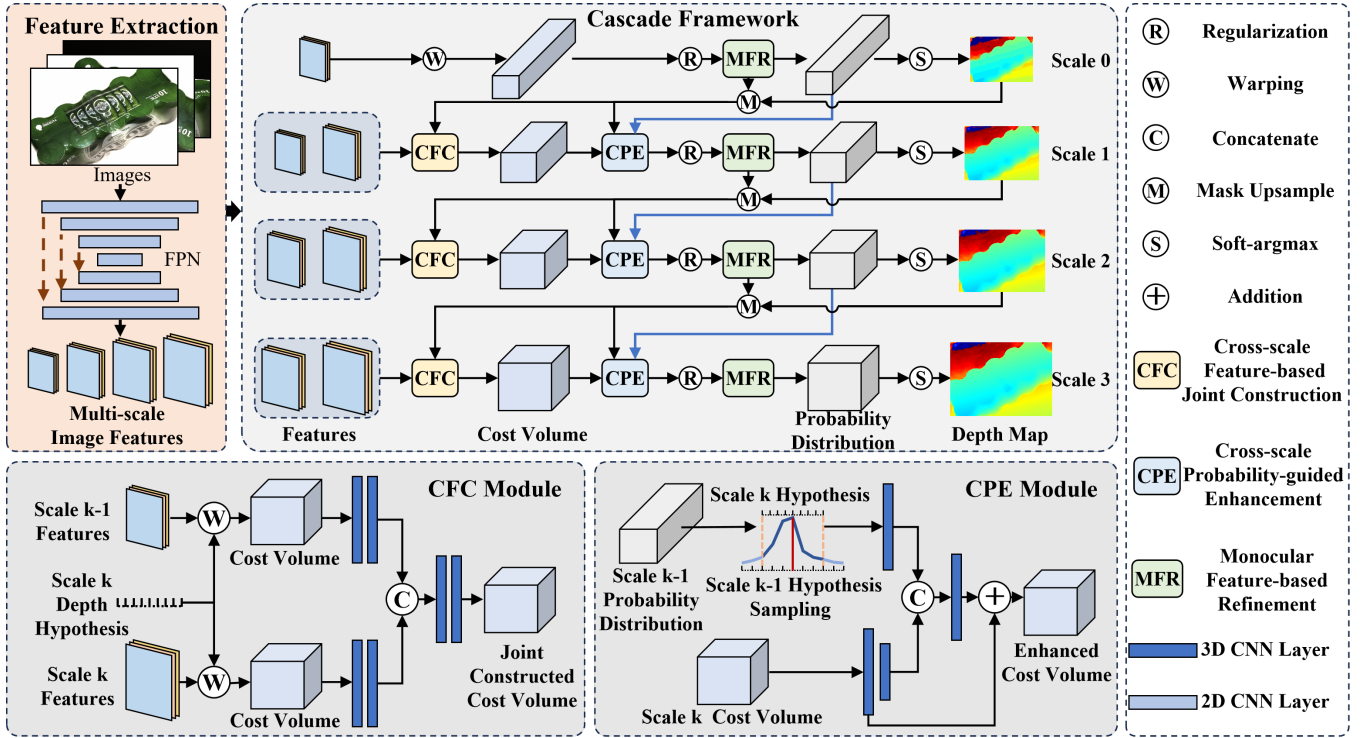 Feature Extraction
Images
FPN
Multi-scale
Image Features
Cascade Framework
W
R
MFR
S
Scale 0
M
CFC
CPE
R
MFR
S
Scale 1
M
CFC
CPE
R
MFR
S
Scale 2
M
CFC
CPE
R
MFR
S
Scale 3
Features
Cost Volume
Probability
Distribution
Depth Map
R
Regularization
W
Warping
C
Concatenate
M
Mask Upsample
S
Soft-argmax
+
Addition
CFC
Cross-scale
Feature-based
Joint Construction
CPE
Cross-scale
Probability-guided
Enhancement
MFR
Monocular
Feature-based
Refinement
3D CNN Layer
2D CNN Layer
CFC Module
Scale k-1
Features
W
Cost Volume
Scale k
Depth
Hypothesis
C
Scale k
Features
W
Cost Volume
Joint
Constructed
Cost Volume
CPE Module
Scale k Hypothesis
Scale k-1
Probability
Distribution
Scale k-1 Hypothesis
Sampling
C
+
Scale k Cost Volume
Enhanced
Cost Volume